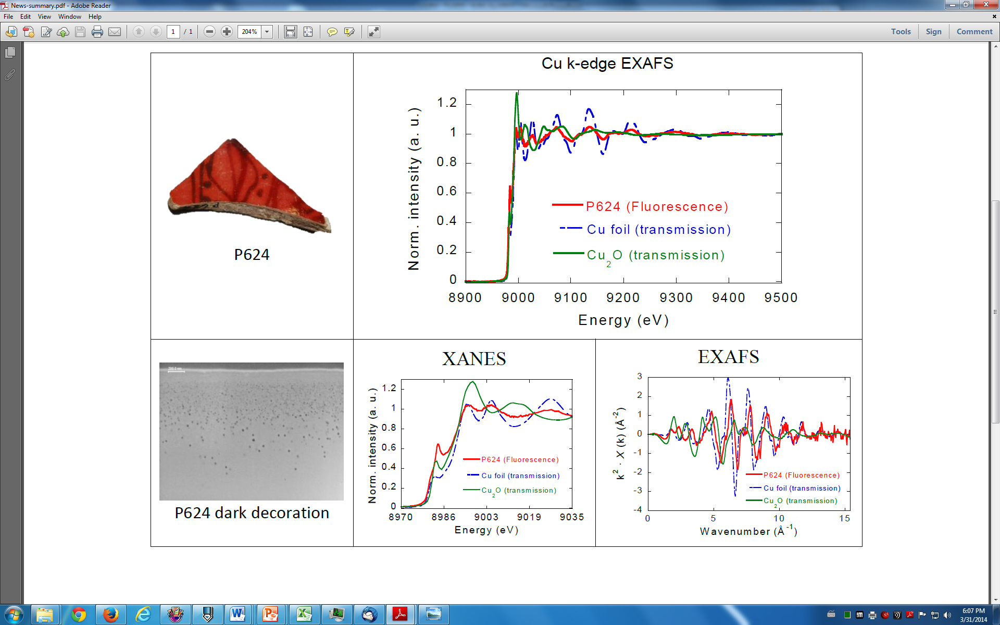 News-summary.pdf - Adobe Reader
File Edit View Window Help
1 / 1
204%
Tools Sign Comment
Cu k-edge EXAFS
Norm. intensity (a. u.)
1.2
1
0.8
0.6
0.4
0.2
0
P624 (Fluorescence)
Cu foil (transmission)
Cu2O (transmission)
8900 9000 9100 9200 9300 9400 9500
Energy (eV)
P624
200.0 nm
P624 dark decoration
XANES
Norm. intensity (a. u.)
1.2
1
0.8
0.6
0.4
0.2
0
P624 (Fluorescence)
Cu foil (transmission)
Cu2O (transmission)
8970 8986 9003 9019 9035
Energy (eV)
EXAFS
k2 · X (k) (Å-2)
3
2
1
0
-1
-2
-3
-4
P624 (Fluorescence)
Cu foil (transmission)
Cu2O (transmission)
0 5 10 15
Wavenumber (Å-1)
6:07 PM
3/31/2014